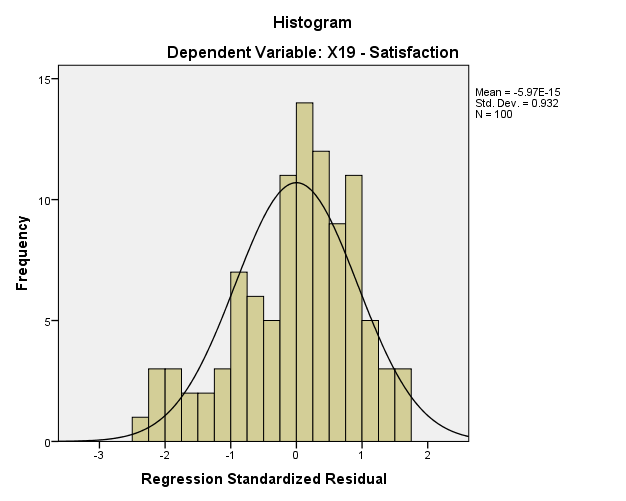 Histogram
Dependent Variable: X19 - Satisfaction
Mean = -5.97E-15
Std. Dev. = 0.932
N = 100
Frequency
15
10
5
0
-3 -2 -1 0 1 2
Regression Standardized Residual